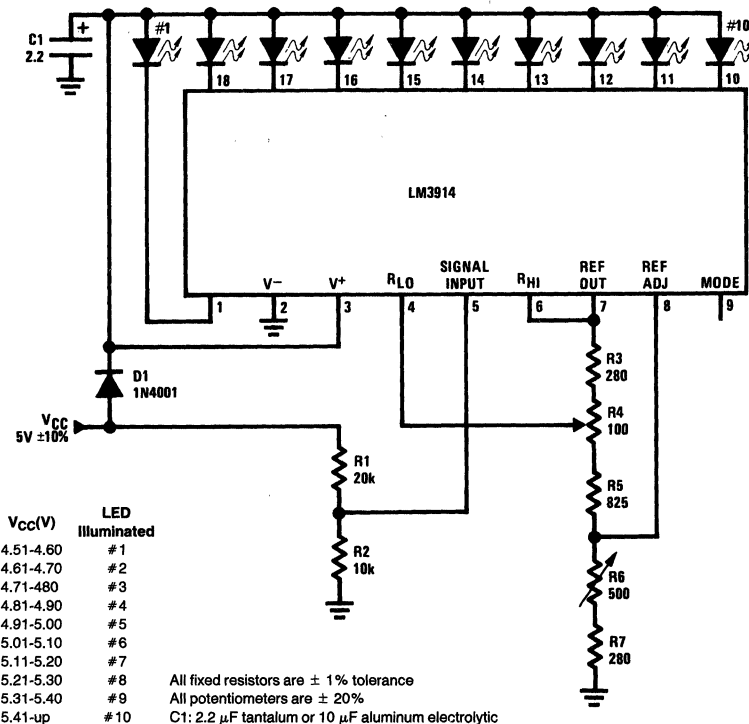 #1
#10
C1
+
2.2
18 17 16 15 14 13 12 11 10
LM3914
V− V+ RLO SIGNAL INPUT RHI REF OUT REF ADJ MODE
1 2 3 4 5 6 7 8 9
D1
1N4001
VCC
5V ±10%
R1
20k
R2
10k
R3
280
R4
100
R5
825
R6
500
R7
280
VCC(V) LED Illuminated
4.51-4.60 #1
4.61-4.70 #2
4.71-480 #3
4.81-4.90 #4
4.91-5.00 #5
5.01-5.10 #6
5.11-5.20 #7
5.21-5.30 #8
5.31-5.40 #9
5.41-up #10
All fixed resistors are ± 1% tolerance
All potentiometers are ± 20%
C1: 2.2 μF tantalum or 10 μF aluminum electrolytic